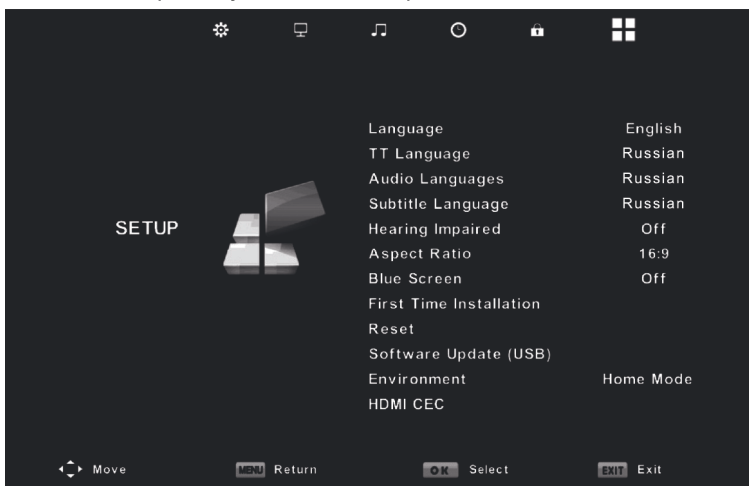 SETUP
Language English
TT Language Russian
Audio Languages Russian
Subtitle Language Russian
Hearing Impaired Off
Aspect Ratio 16:9
Blue Screen Off
First Time Installation
Reset
Software Update (USB)
Environment Home Mode
HDMI CEC
Move MENU Return OK Select EXIT Exit